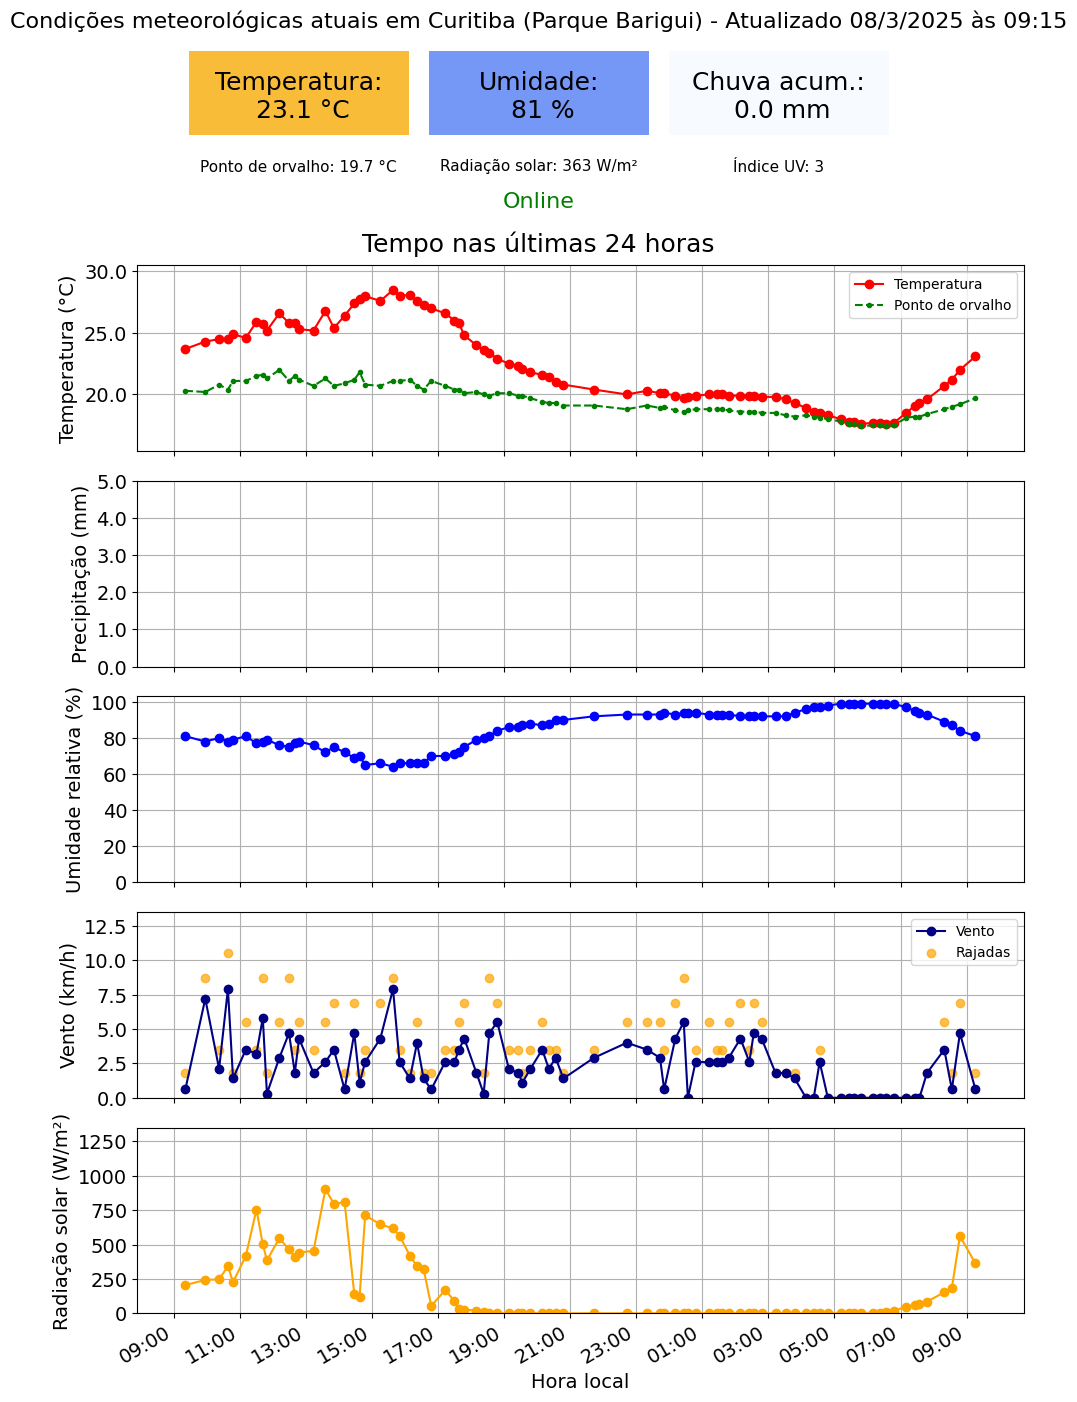 Condições meteorológicas atuais em Curitiba (Parque Barigui) - Atualizado 08/3/2025 às 09:15
Temperatura:
23.1 °C
Umidade:
81 %
Chuva acum.:
0.0 mm
Ponto de orvalho: 19.7 °C
Radiação solar: 363 W/m²
Índice UV: 3
Online
Tempo nas últimas 24 horas
Temperatura (°C)
30.0
25.0
20.0
Temperatura
Ponto de orvalho
Precipitação (mm)
5.0
4.0
3.0
2.0
1.0
0.0
Umidade relativa (%)
100
80
60
40
20
0
Vento (km/h)
12.5
10.0
7.5
5.0
2.5
0.0
Vento
Rajadas
Radiação solar (W/m²)
1250
1000
750
500
250
0
09:00
11:00
13:00
15:00
17:00
19:00
21:00
23:00
01:00
03:00
05:00
07:00
09:00
Hora local